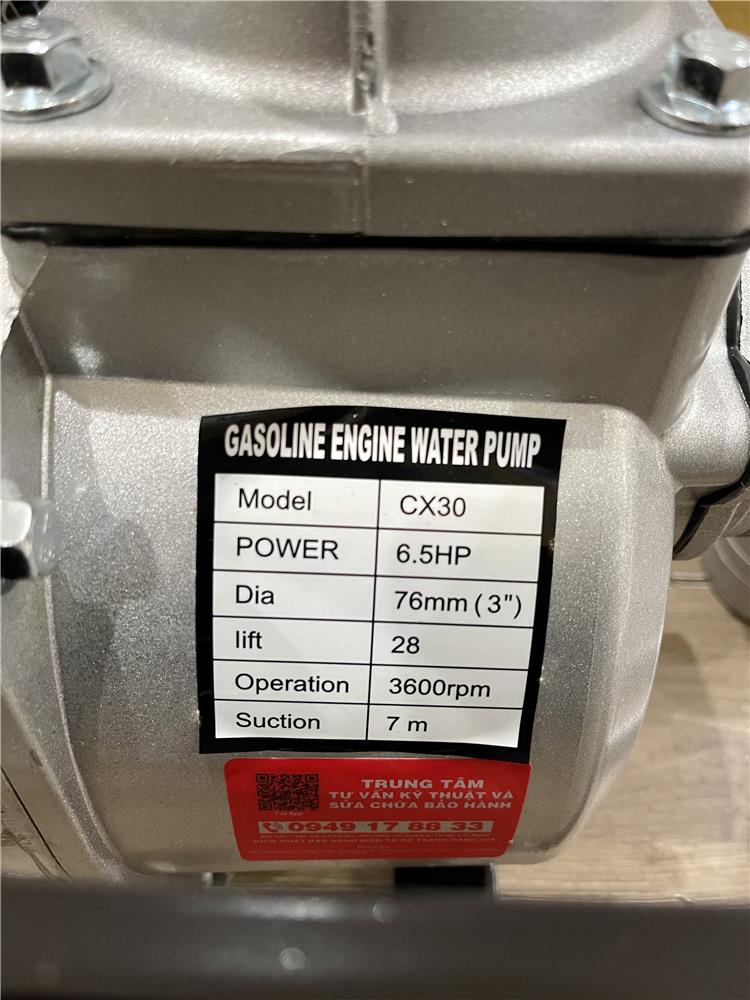 GASOLINE ENGINE WATER PUMP
Model CX30
POWER 6.5HP
Dia 76mm ( 3")
lift 28
Operation 3600rpm
Suction 7 m
TRUNG TÂM
TƯ VẤN KỸ THUẬT VÀ
SỬA CHỮA BẢO HÀNH
0949 17 88 33